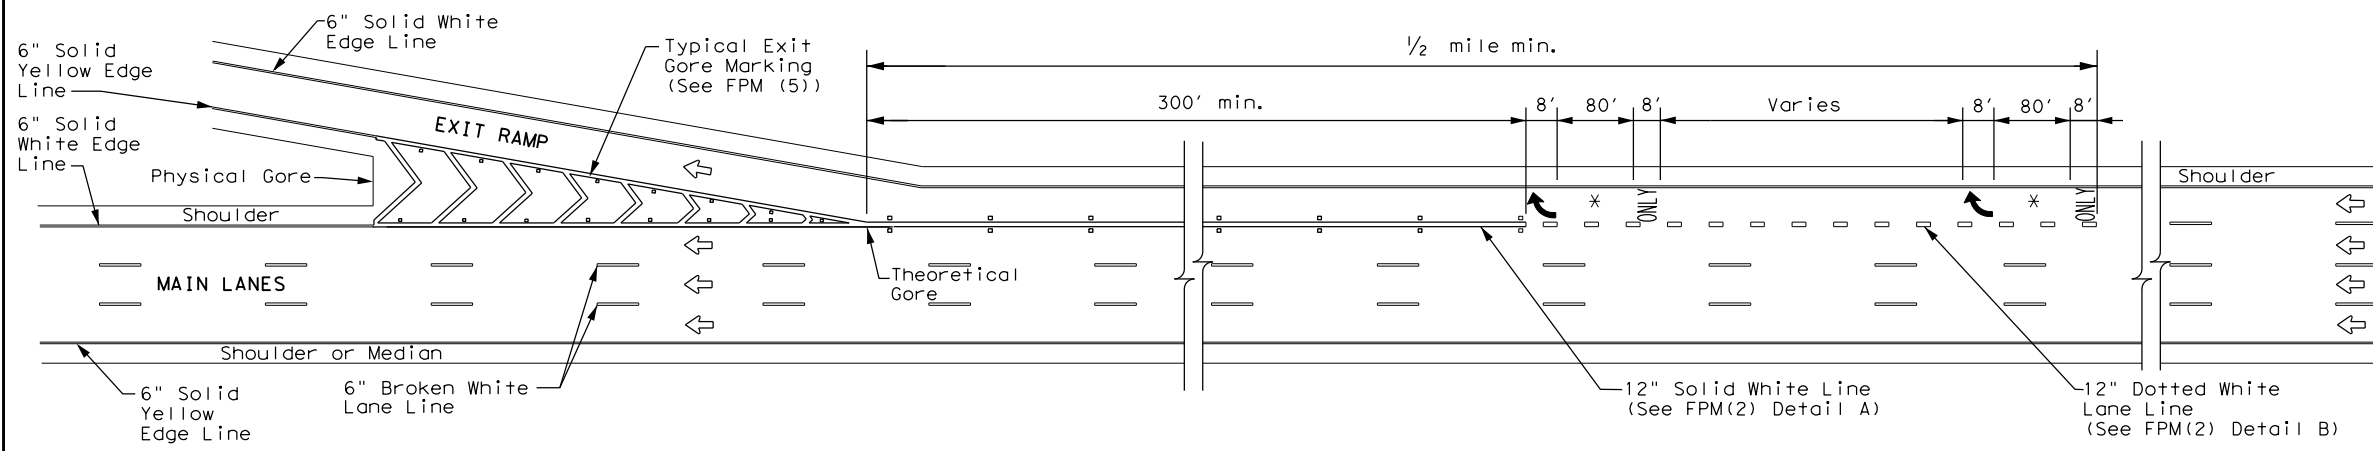 6" Solid White
Edge Line
6" Solid
Yellow Edge
Line
Typical Exit
Gore Marking
(See FPM (5))
1/2 mile min.
300' min.
8'
80'
8'
Varies
8'
80'
8'
6" Solid
White Edge
Line
EXIT RAMP
Physical Gore
Shoulder
*
ONLY
*
ONLY
Shoulder
MAIN LANES
Theoretical
Gore
Shoulder or Median
6" Solid
Yellow
Edge Line
6" Broken White
Lane Line
12" Solid White Line
(See FPM(2) Detail A)
12" Dotted White
Lane Line
(See FPM(2) Detail B)